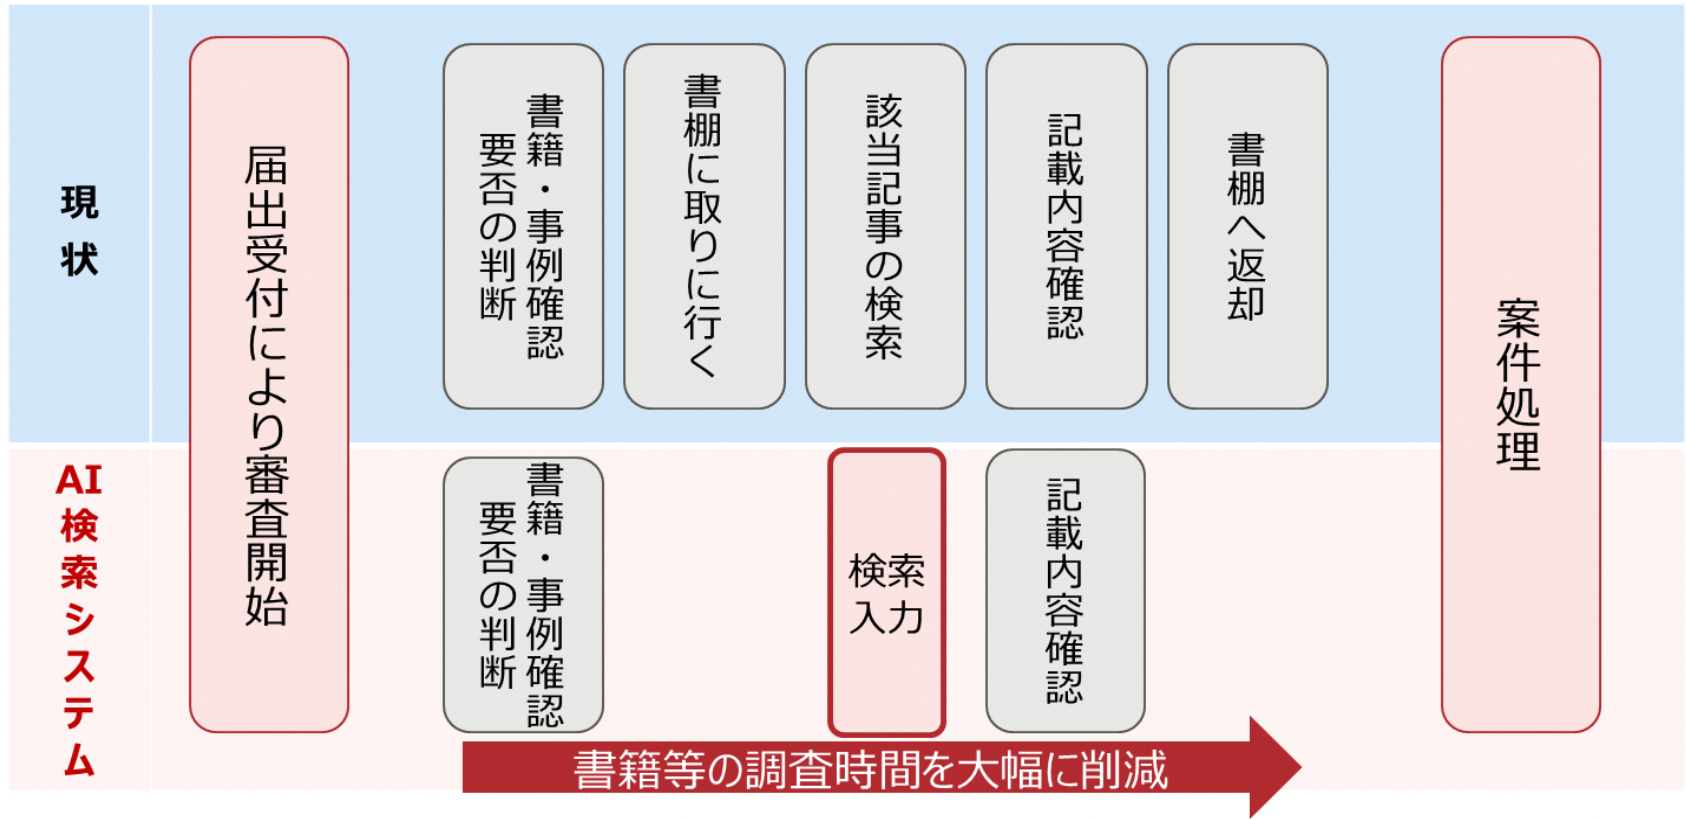 現状
届出受付により審査開始
書籍・事例確認
要否の判断
書棚に取りに行く
該当記事の検索
記載内容確認
書棚へ返却
案件処理
AI検索システム
書籍・事例確認
要否の判断
検索
入力
記載内容確認
書籍等の調査時間を大幅に削減